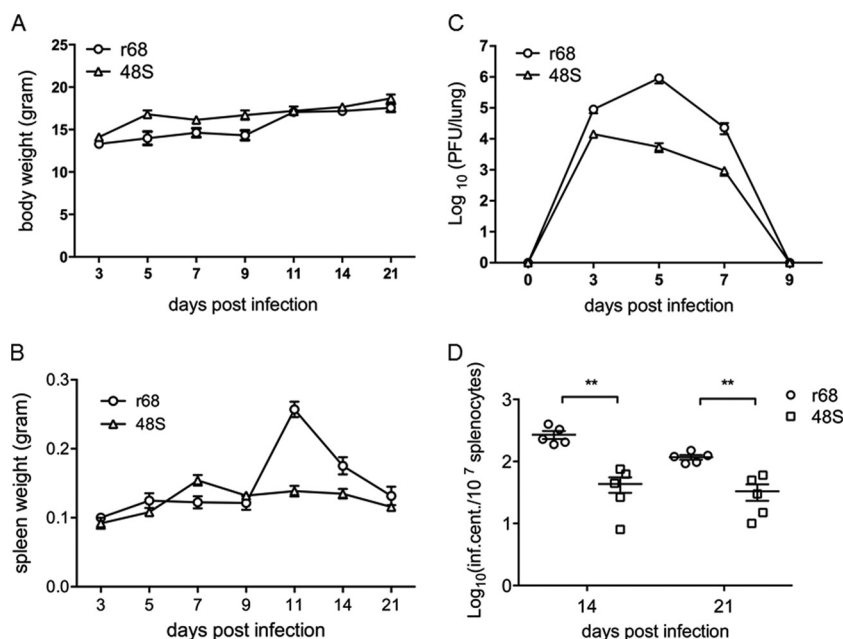 A
r68
48S
25
20
15
10
5
0
body weight (gram)
3 5 7 9 11 14 21
days post infection
B
r68
48S
0.3
0.2
0.1
0.0
spleen weight (gram)
3 5 7 9 11 14 21
days post infection
C
r68
48S
7
6
5
4
3
2
1
0
Log 10 (PFU/lung)
0 3 5 7 9
days post infection
D
** **
r68
48S
3
2
1
0
Log10(inf.cent./10 7 splenocytes)
14 21
days post infection